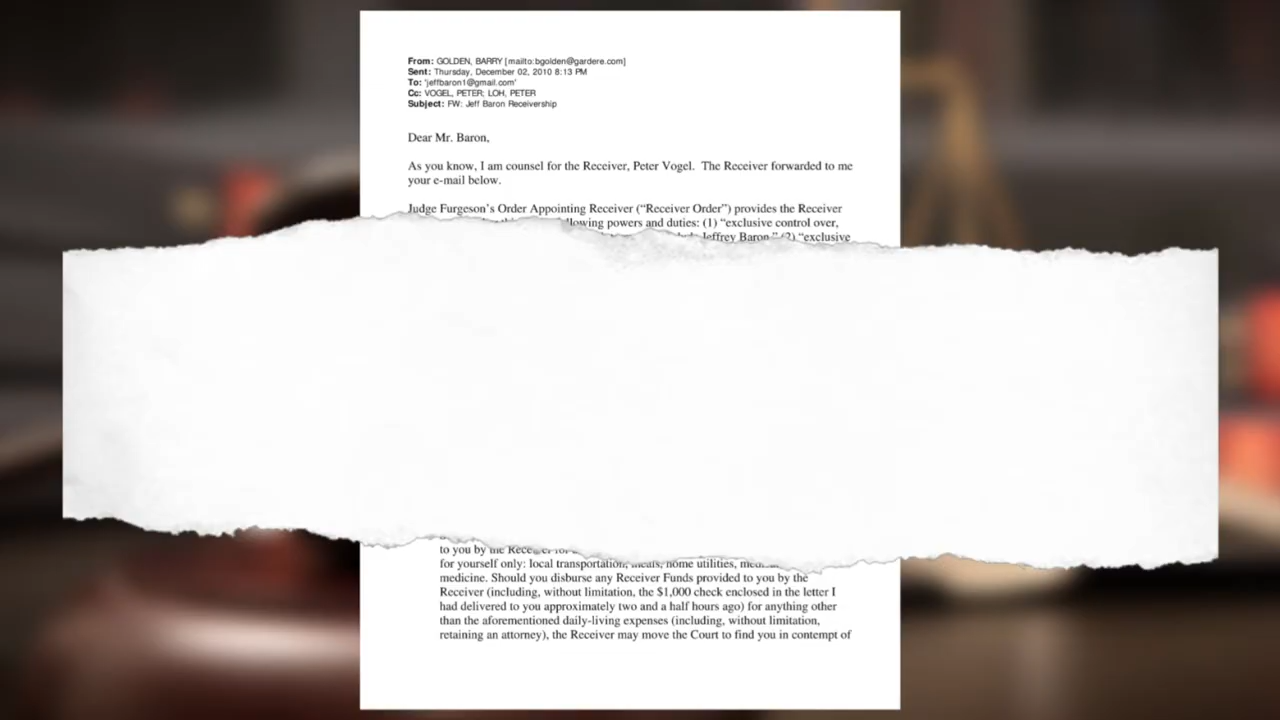 From: GOLDEN, BARRY [mailto:bgolden@gardere.com]
Sent: Thursday, December 02, 2010 8:13 PM
To: 'jeffbaron1@gmail.com'
Cc: VOGEL, PETER; LOH, PETER
Subject: FW: Jeff Baron Receivership
Dear Mr. Baron,
As you know, I am counsel for the Receiver, Peter Vogel.  The Receiver forwarded to me
your e-mail below.
Judge Furgeson’s Order Appointing Receiver (“Receiver Order”) provides the Receiver
powers and duties: (1) “exclusive control over,
Jeffrey Baron,” (2) “exclusive
to you by the
for yourself only: local transportation, meals, home utilities,
medicine. Should you disburse any Receiver Funds provided to you by the
Receiver (including, without limitation, the $1,000 check enclosed in the letter I
had delivered to you approximately two and a half hours ago) for anything other
than the aforementioned daily-living expenses (including, without limitation,
retaining an attorney), the Receiver may move the Court to find you in contempt of